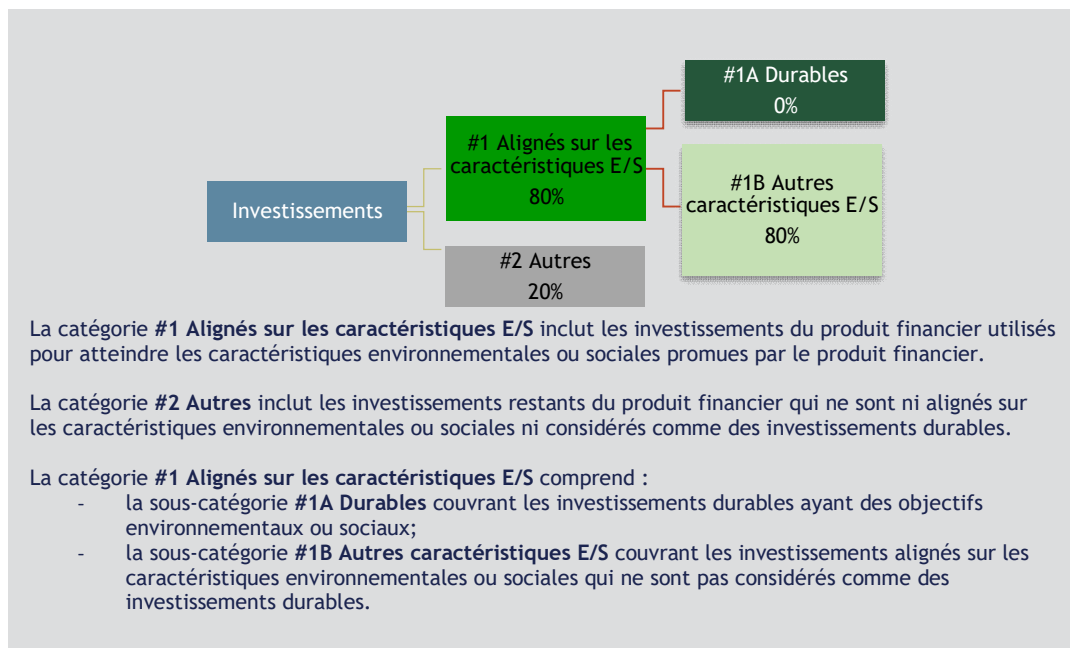 #1A Durables
0%
#1 Alignés sur les
caractéristiques E/S
80%
#1B Autres
caractéristiques E/S
80%
Investissements
#2 Autres
20%
La catégorie #1 Alignés sur les caractéristiques E/S inclut les investissements du produit financier utilisés
pour atteindre les caractéristiques environnementales ou sociales promues par le produit financier.
La catégorie #2 Autres inclut les investissements restants du produit financier qui ne sont ni alignés sur
les caractéristiques environnementales ou sociales ni considérés comme des investissements durables.
La catégorie #1 Alignés sur les caractéristiques E/S comprend :
- la sous-catégorie #1A Durables couvrant les investissements durables ayant des objectifs
environnementaux ou sociaux;
- la sous-catégorie #1B Autres caractéristiques E/S couvrant les investissements alignés sur les
caractéristiques environnementales ou sociales qui ne sont pas considérés comme des
investissements durables.